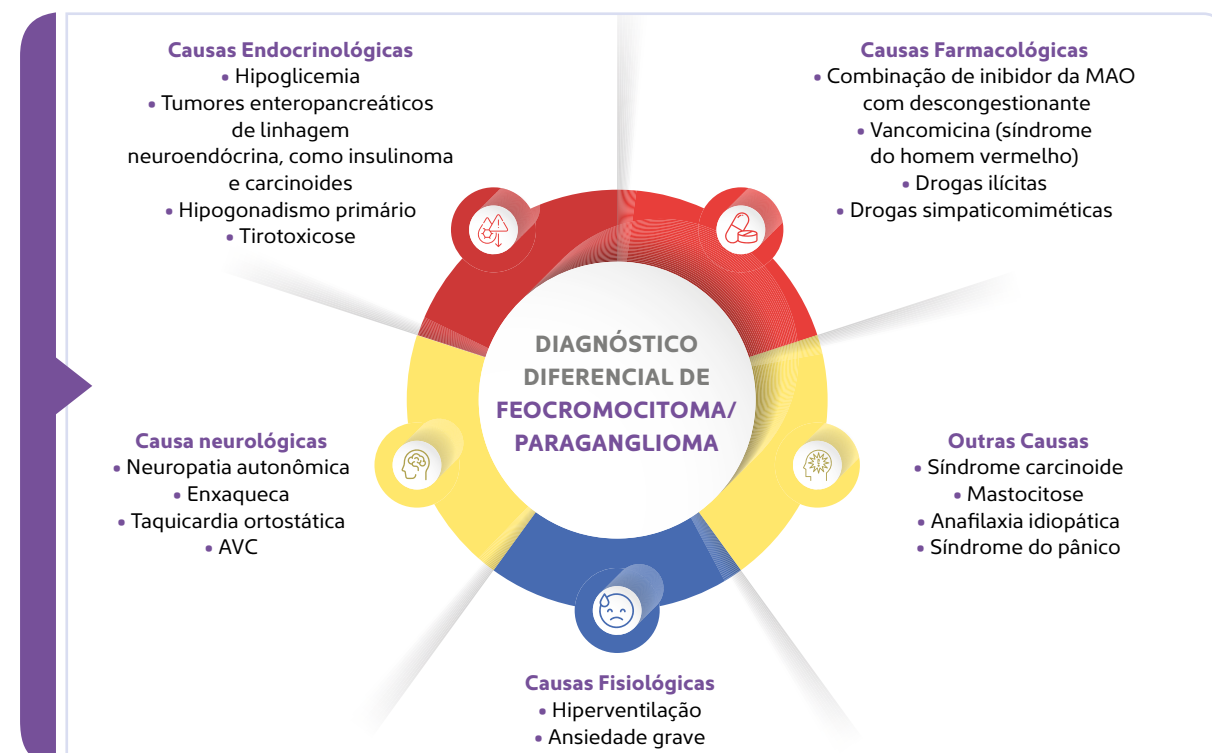 Causas Endocrinológicas
• Hipoglicemia
• Tumores enteropancreáticos
de linhagem
neuroendócrina, como insulinoma
e carcinoides
• Hipogonadismo primário
• Tirotoxicose
Causas Farmacológicas
• Combinação de inibidor da MAO
com descongestionante
• Vancomicina (síndrome
do homem vermelho)
• Drogas ilícitas
• Drogas simpaticomiméticas
DIAGNÓSTICO
DIFERENCIAL DE
FEOCROMOCITOMA/
PARAGANGLIOMA
Causa neurológicas
• Neuropatia autonômica
• Enxaqueca
• Taquicardia ortostática
• AVC
Outras Causas
• Síndrome carcinoide
• Mastocitose
• Anafilaxia idiopática
• Síndrome do pânico
Causas Fisiológicas
• Hiperventilação
• Ansiedade grave